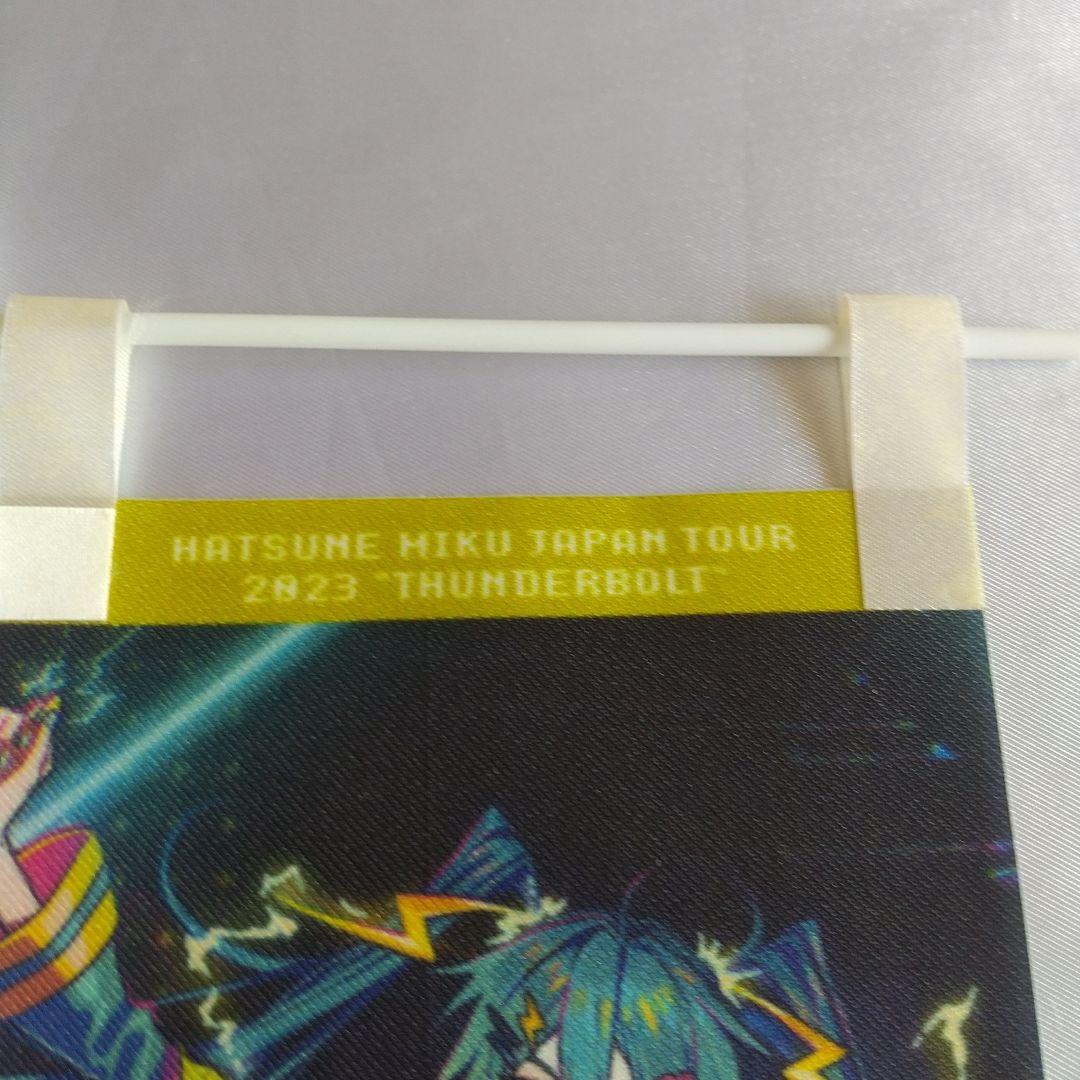 HATSUNE MIKU JAPAN TOUR
2023 "THUNDERBOLT"